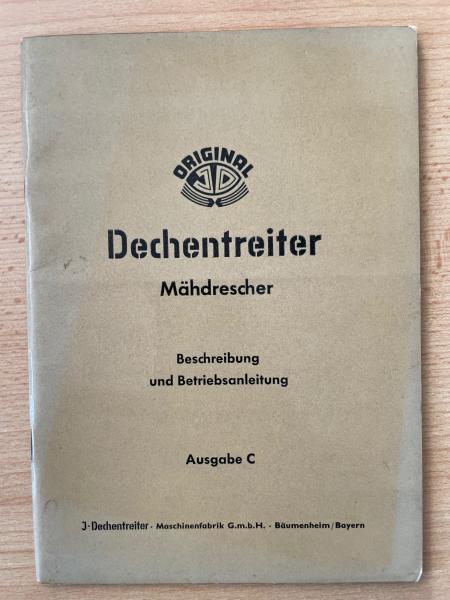 ORIGINAL
JD
Dechentreiter
Mähdrescher
Beschreibung
und Betriebsanleitung
Ausgabe C
J·Dechentreiter · Maschinenfabrik G.m.b.H. · Bäumenheim/Bayern